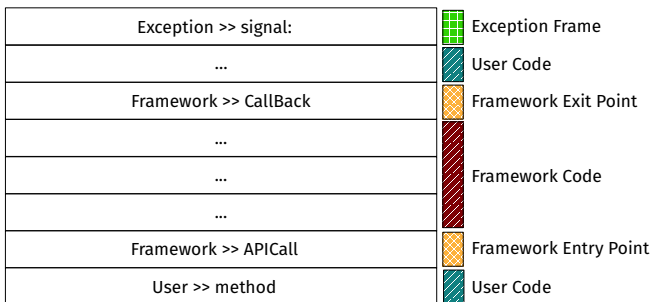 Exception >> signal: Exception Frame
... User Code
Framework >> CallBack Framework Exit Point
...
... Framework Code
...
Framework >> APICall Framework Entry Point
User >> method User Code